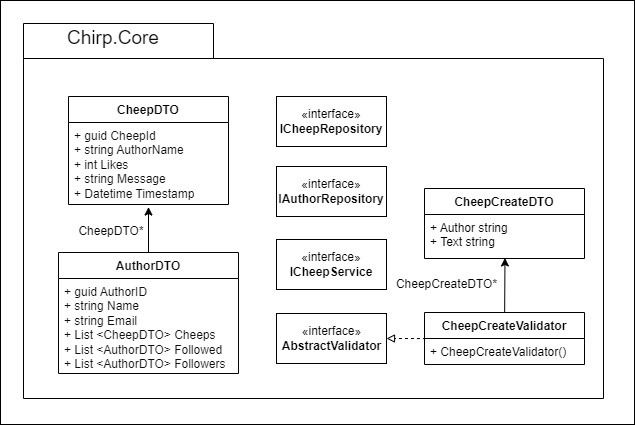 Chirp.Core
CheepDTO
+ guid CheepId
+ string AuthorName
+ int Likes
+ string Message
+ Datetime Timestamp
CheepDTO*
AuthorDTO
+ guid AuthorID
+ string Name
+ string Email
+ List <CheepDTO> Cheeps
+ List <AuthorDTO> Followed
+ List <AuthorDTO> Followers
«interface»
ICheepRepository
«interface»
IAuthorRepository
«interface»
ICheepService
«interface»
AbstractValidator
CheepCreateDTO
+ Author string
+ Text string
CheepCreateDTO*
CheepCreateValidator
+ CheepCreateValidator()